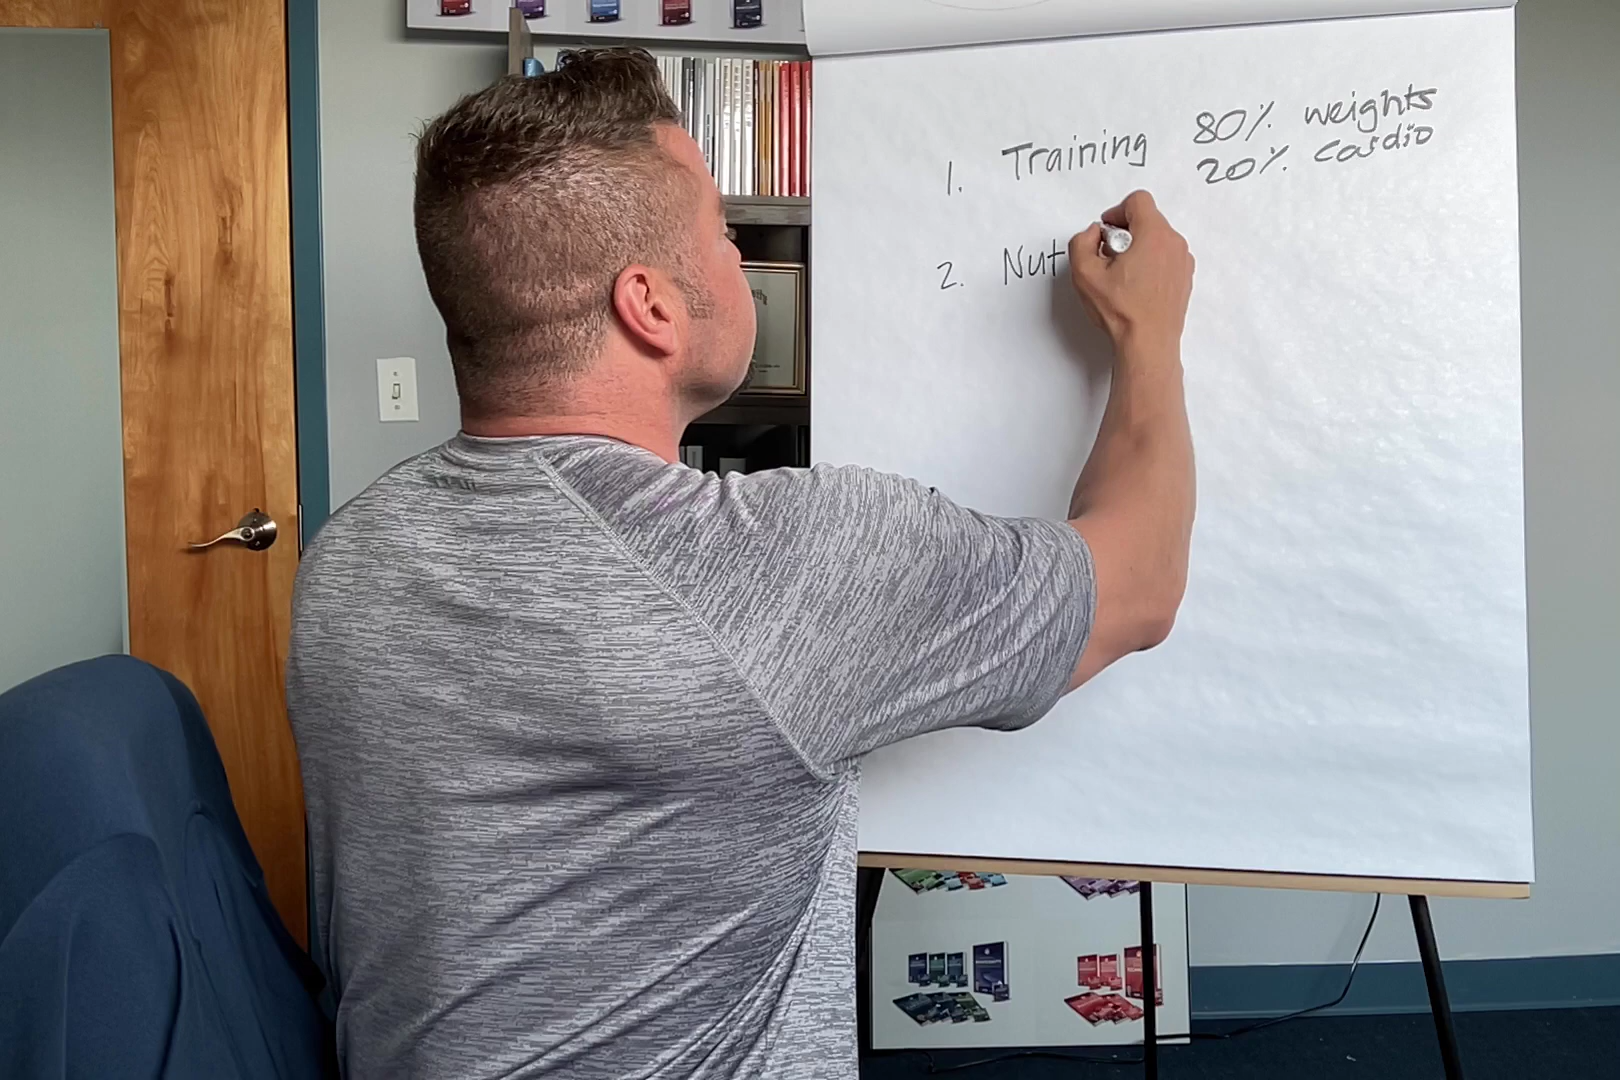 1. Training 80% weights
20% cardio
2. Nut